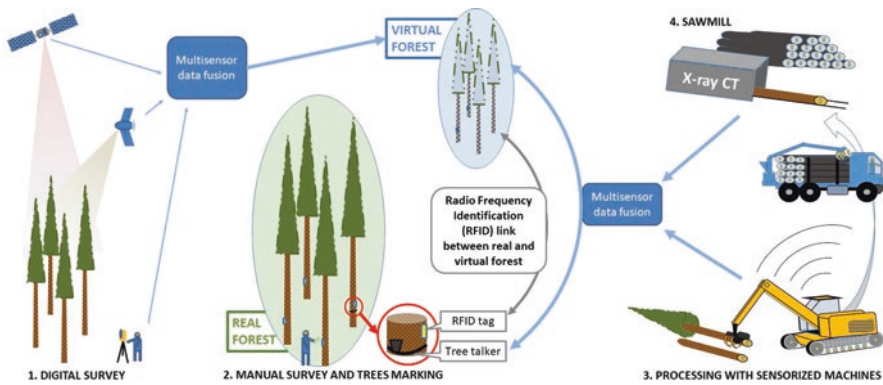 Multisensor
data fusion
VIRTUAL
FOREST
4. SAWMILL
X-ray CT
Radio Frequency
Identification
(RFID) link
between real and
virtual forest
Multisensor
data fusion
REAL
FOREST
RFID tag
Tree talker
1. DIGITAL SURVEY
2. MANUAL SURVEY AND TREES MARKING
3. PROCESSING WITH SENSORIZED MACHINES